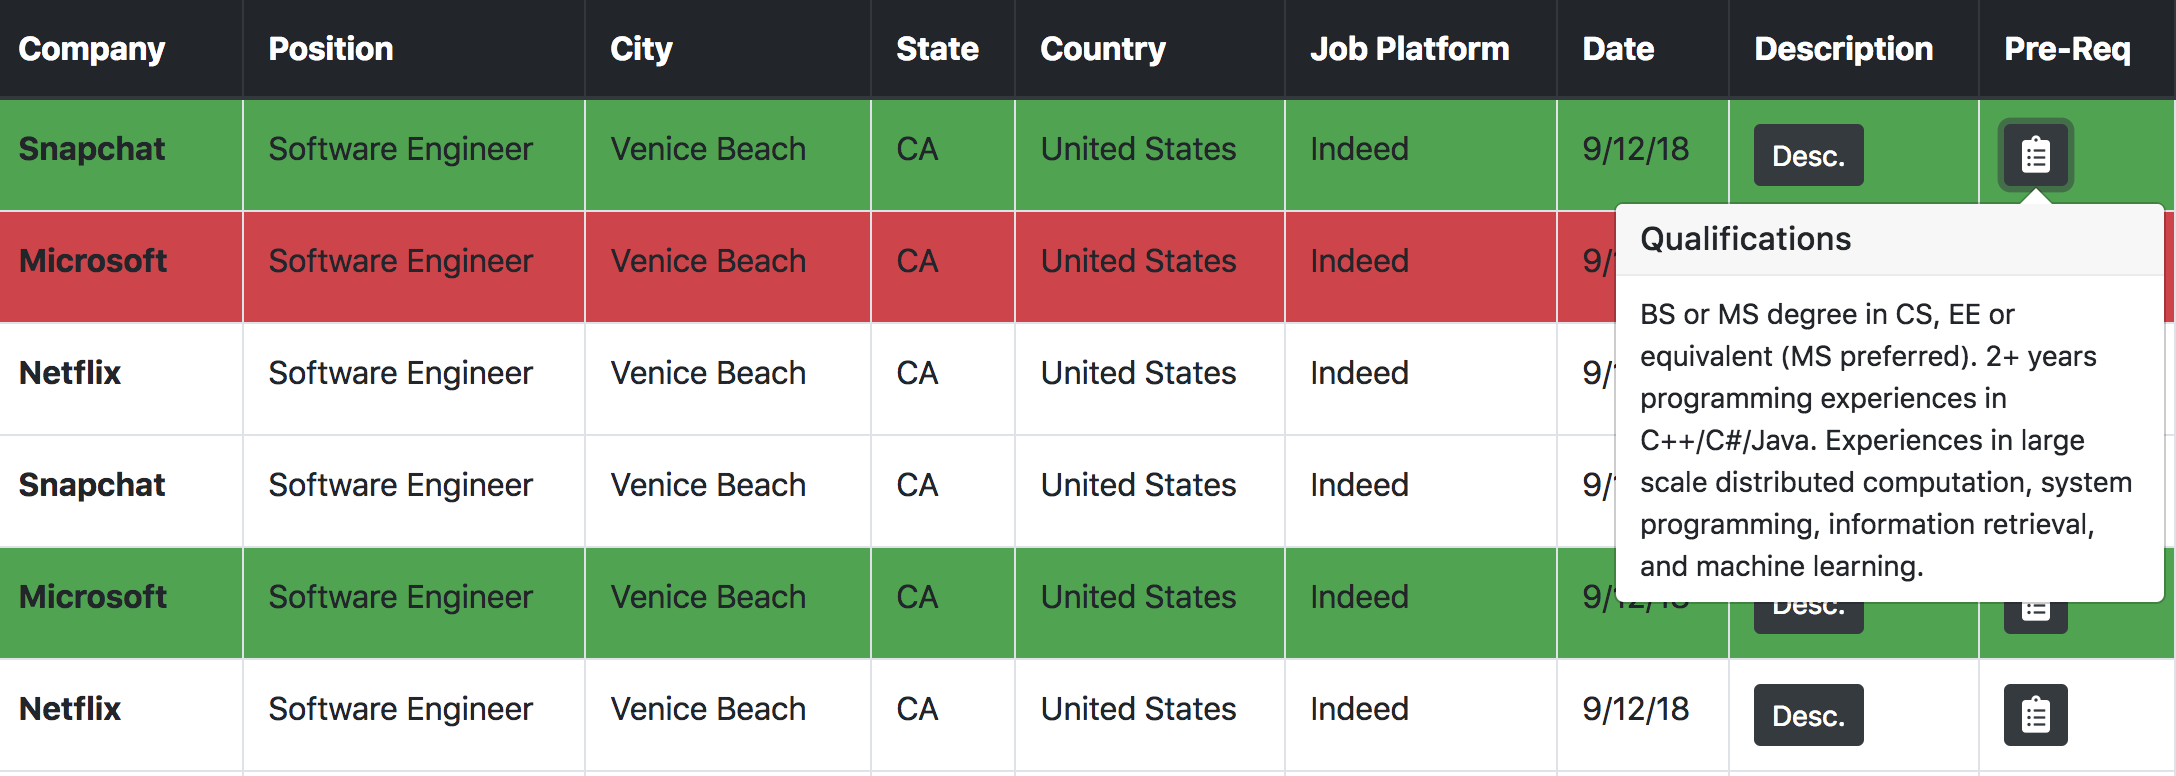 Company Position City State Country Job Platform Date Description Pre-Req
Snapchat Software Engineer Venice Beach CA United States Indeed 9/12/18 Desc.
Microsoft Software Engineer Venice Beach CA United States Indeed 9/
Netflix Software Engineer Venice Beach CA United States Indeed 9/
Snapchat Software Engineer Venice Beach CA United States Indeed 9/
Microsoft Software Engineer Venice Beach CA United States Indeed 9/12/18 Desc.
Netflix Software Engineer Venice Beach CA United States Indeed 9/12/18 Desc.
Qualifications
BS or MS degree in CS, EE or
equivalent (MS preferred). 2+ years
programming experiences in
C++/C#/Java. Experiences in large
scale distributed computation, system
programming, information retrieval,
and machine learning.